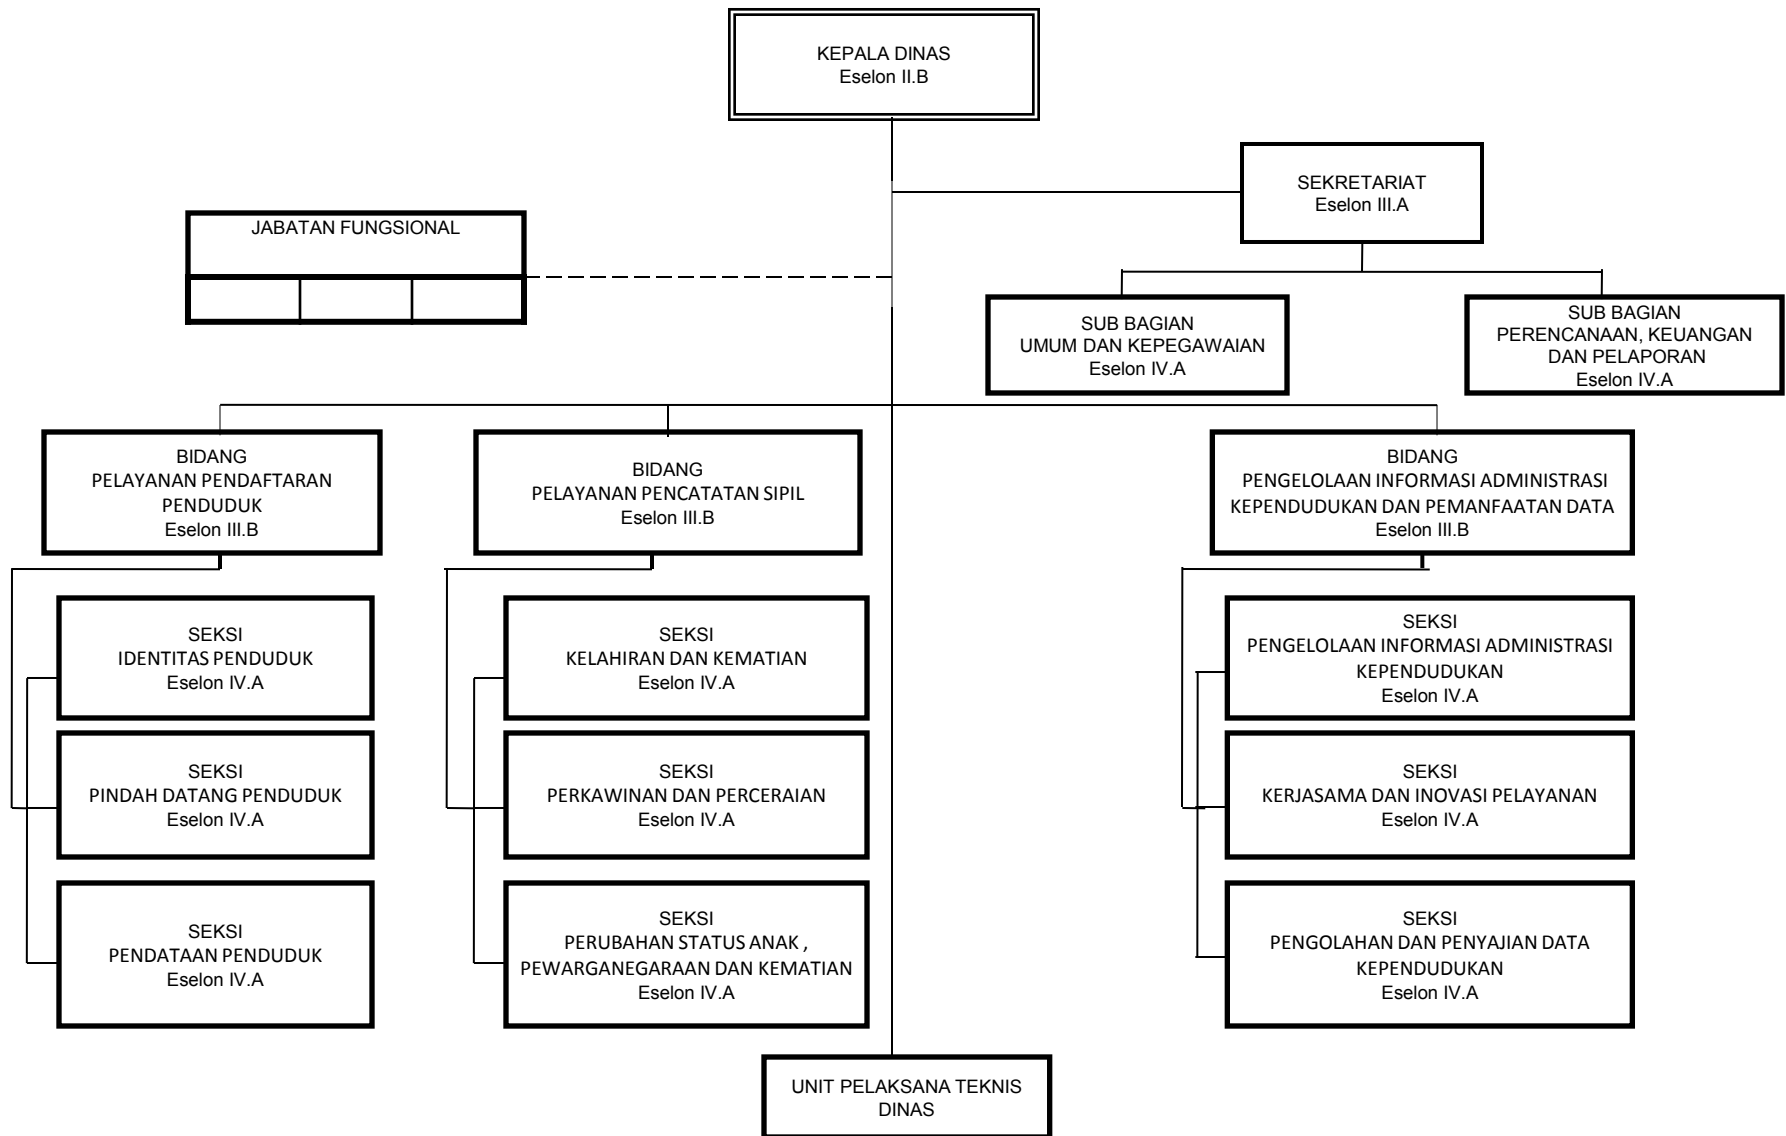 KEPALA DINAS
Eselon II.B
SEKRETARIAT
Eselon III.A
JABATAN FUNGSIONAL
SUB BAGIAN
UMUM DAN KEPEGAWAIAN
Eselon IV.A
SUB BAGIAN
PERENCANAAN, KEUANGAN
DAN PELAPORAN
Eselon IV.A
BIDANG
PELAYANAN PENDAFTARAN
PENDUDUK
Eselon III.B
BIDANG
PELAYANAN PENCATATAN SIPIL
Eselon III.B
BIDANG
PENGELOLAAN INFORMASI ADMINISTRASI
KEPENDUDUKAN DAN PEMANFAATAN DATA
Eselon III.B
SEKSI
IDENTITAS PENDUDUK
Eselon IV.A
SEKSI
KELAHIRAN DAN KEMATIAN
Eselon IV.A
SEKSI
PENGELOLAAN INFORMASI ADMINISTRASI
KEPENDUDUKAN
Eselon IV.A
SEKSI
PINDAH DATANG PENDUDUK
Eselon IV.A
SEKSI
PERKAWINAN DAN PERCERAIAN
Eselon IV.A
SEKSI
KERJASAMA DAN INOVASI PELAYANAN
Eselon IV.A
SEKSI
PENDATAAN PENDUDUK
Eselon IV.A
SEKSI
PERUBAHAN STATUS ANAK ,
PEWARGANEGARAAN DAN KEMATIAN
Eselon IV.A
SEKSI
PENGOLAHAN DAN PENYAJIAN DATA
KEPENDUDUKAN
Eselon IV.A
UNIT PELAKSANA TEKNIS
DINAS